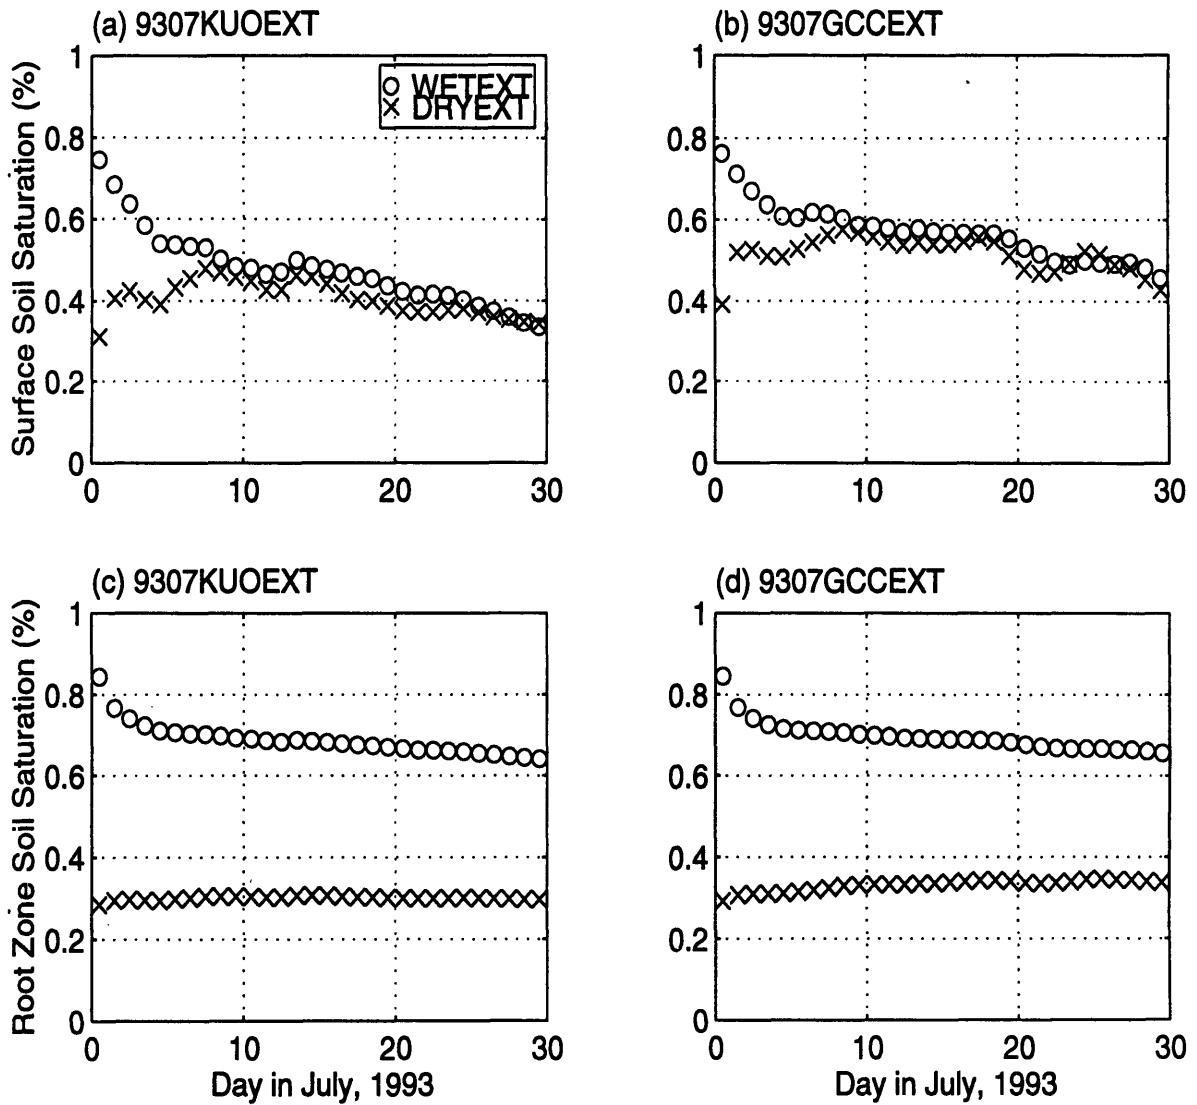 (a) 9307KUOEXT
Surface Soil Saturation (%)
1
0.8
0.6
0.4
0.2
0
0 10 20 30
WETEXT
DRYEXT
(b) 9307GCCEXT
1
0.8
0.6
0.4
0.2
0
0 10 20 30
(c) 9307KUOEXT
Root Zone Soil Saturation (%)
1
0.8
0.6
0.4
0.2
0
0 10 20 30
Day in July, 1993
(d) 9307GCCEXT
1
0.8
0.6
0.4
0.2
0
0 10 20 30
Day in July, 1993